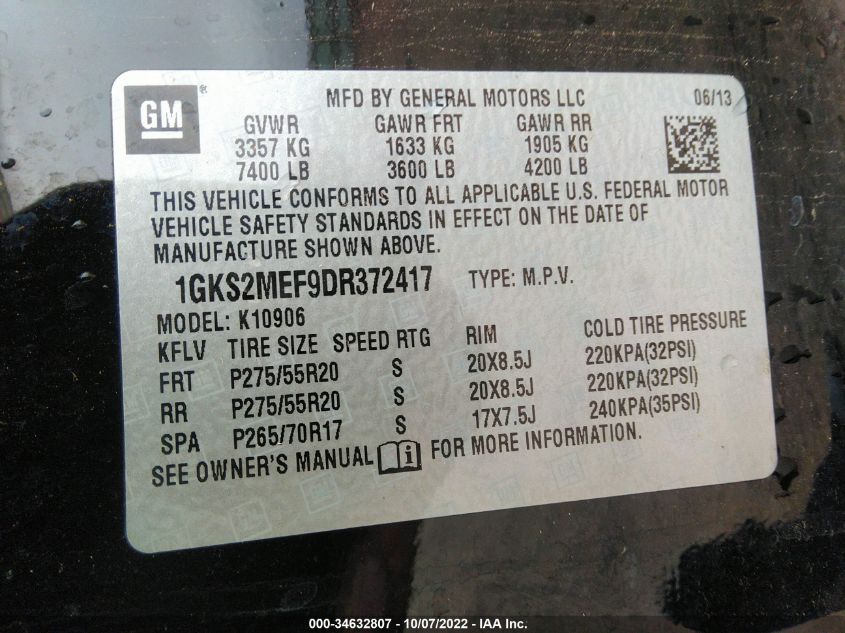 GM
MFD BY GENERAL MOTORS LLC 06/13
GVWR GAWR FRT GAWR RR
3357 KG 1633 KG 1905 KG
7400 LB 3600 LB 4200 LB
THIS VEHICLE CONFORMS TO ALL APPLICABLE U.S. FEDERAL MOTOR
VEHICLE SAFETY STANDARDS IN EFFECT ON THE DATE OF
MANUFACTURE SHOWN ABOVE.
1GKS2MEF9DR372417 TYPE: M.P.V.
MODEL: K10906
KFLV TIRE SIZE SPEED RTG RIM COLD TIRE PRESSURE
FRT P275/55R20 S 20X8.5J 220KPA(32PSI)
RR P275/55R20 S 20X8.5J 220KPA(32PSI)
SPA P265/70R17 S 17X7.5J 240KPA(35PSI)
SEE OWNER'S MANUAL FOR MORE INFORMATION.
000-34632807 - 10/07/2022 - IAA Inc.